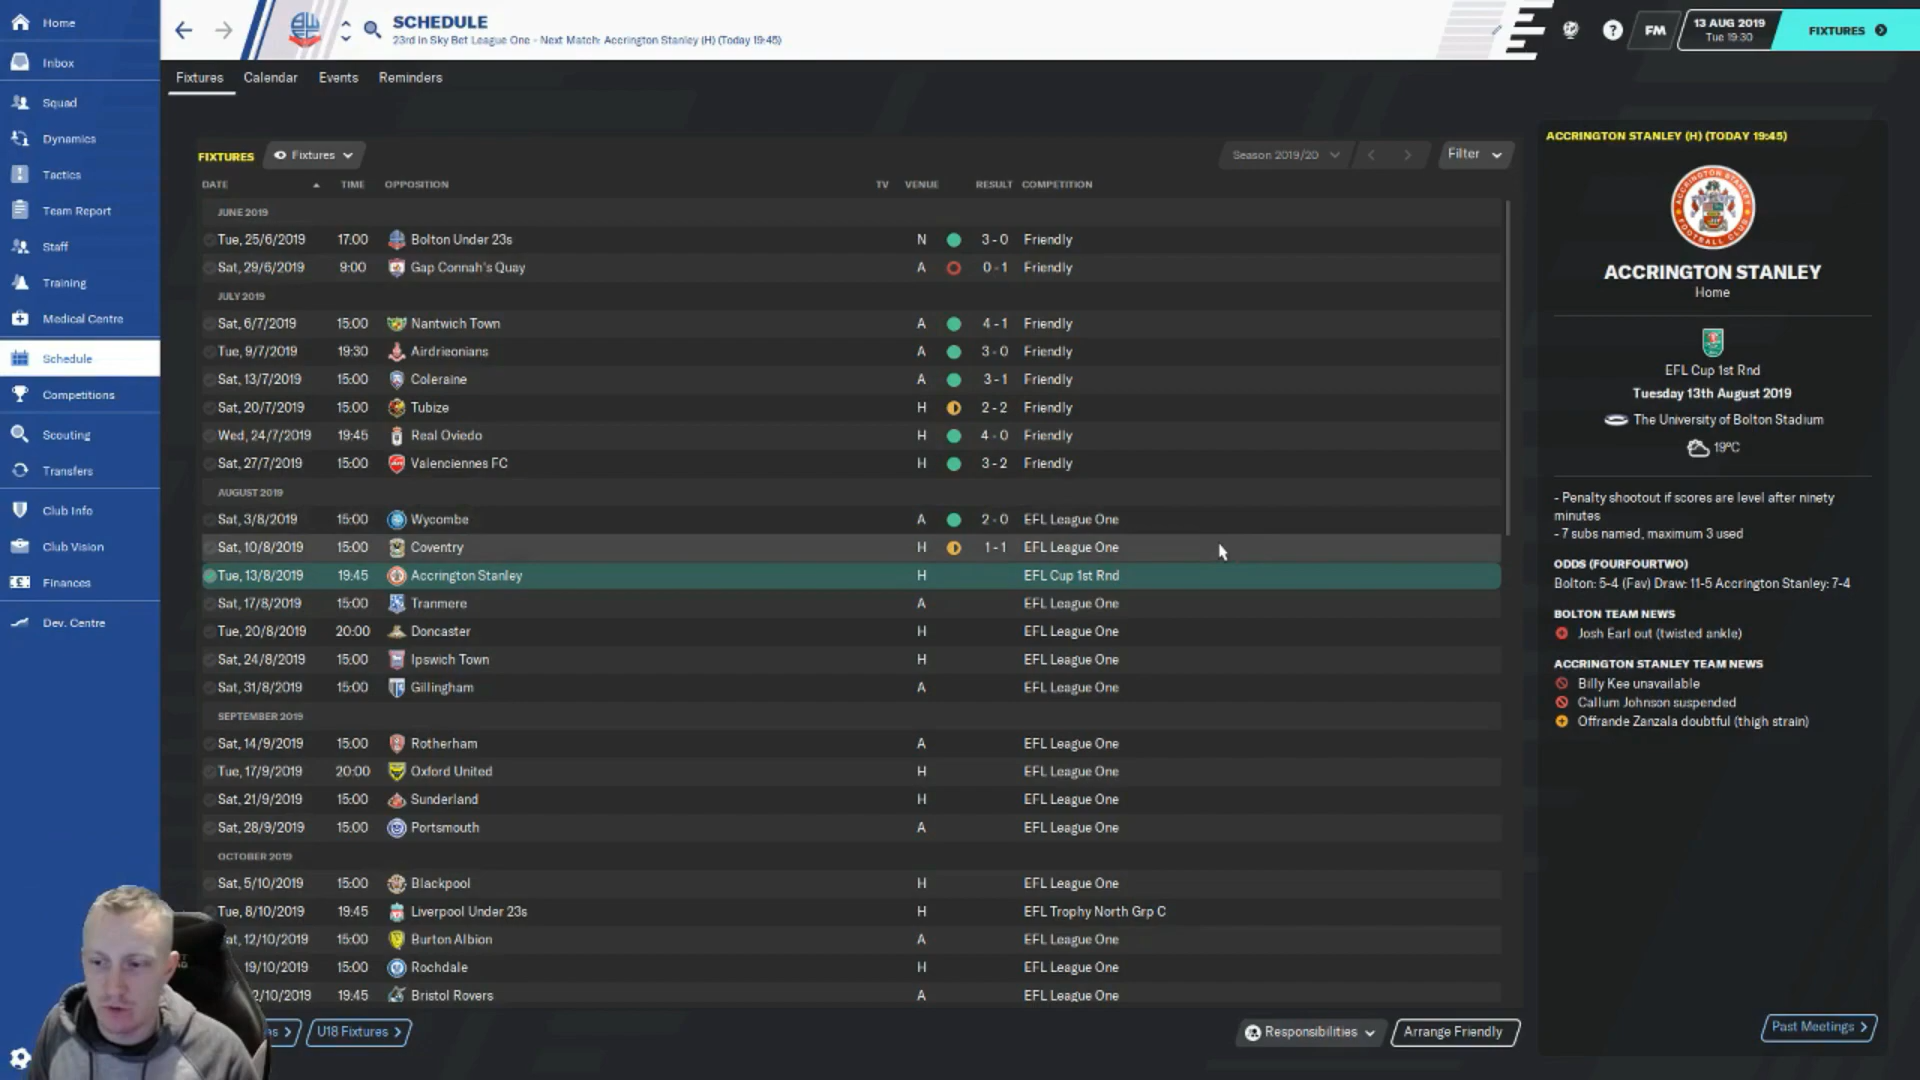 Home
Inbox
Squad
Dynamics
Tactics
Team Report
Staff
Training
Medical Centre
Schedule
Competitions
Scouting
Transfers
Club Info
Club Vision
Finances
Dev. Centre
SCHEDULE
23rd in Sky Bet League One - Next Match: Accrington Stanley (H) (Today 19:45)
FM
13 AUG 2019
Tue 19:30
FIXTURES
Fixtures Calendar Events Reminders
FIXTURES Fixtures Season 2019/20 Filter
DATE TIME OPPOSITION TV VENUE RESULT COMPETITION
JUNE 2019
Tue, 25/6/2019 17:00 Bolton Under 23s N 3 - 0 Friendly
Sat, 29/6/2019 9:00 Gap Connah's Quay A 0 - 1 Friendly
JULY 2019
Sat, 6/7/2019 15:00 Nantwich Town A 4 - 1 Friendly
Tue, 9/7/2019 19:30 Airdrieonians A 3 - 0 Friendly
Sat, 13/7/2019 15:00 Coleraine A 3 - 1 Friendly
Sat, 20/7/2019 15:00 Tubize H 2 - 2 Friendly
Wed, 24/7/2019 19:45 Real Oviedo H 4 - 0 Friendly
Sat, 27/7/2019 15:00 Valenciennes FC H 3 - 2 Friendly
AUGUST 2019
Sat, 3/8/2019 15:00 Wycombe A 2 - 0 EFL League One
Sat, 10/8/2019 15:00 Coventry H 1 - 1 EFL League One
Tue, 13/8/2019 19:45 Accrington Stanley H EFL Cup 1st Rnd
Sat, 17/8/2019 15:00 Tranmere A EFL League One
Tue, 20/8/2019 20:00 Doncaster H EFL League One
Sat, 24/8/2019 15:00 Ipswich Town H EFL League One
Sat, 31/8/2019 15:00 Gillingham A EFL League One
SEPTEMBER 2019
Sat, 14/9/2019 15:00 Rotherham A EFL League One
Tue, 17/9/2019 20:00 Oxford United H EFL League One
Sat, 21/9/2019 15:00 Sunderland H EFL League One
Sat, 28/9/2019 15:00 Portsmouth A EFL League One
OCTOBER 2019
Sat, 5/10/2019 15:00 Blackpool H EFL League One
Tue, 8/10/2019 19:45 Liverpool Under 23s H EFL Trophy North Grp C
at, 12/10/2019 15:00 Burton Albion A EFL League One
19/10/2019 15:00 Rochdale H EFL League One
2/10/2019 19:45 Bristol Rovers A EFL League One
U18 Fixtures
Responsibilities
Arrange Friendly
ACCRINGTON STANLEY (H) (TODAY 19:45)
ACCRINGTON STANLEY
Home
EFL Cup 1st Rnd
Tuesday 13th August 2019
The University of Bolton Stadium
19°C
- Penalty shootout if scores are level after ninety
minutes
- 7 subs named, maximum 3 used
ODDS (FOURFOURTWO)
Bolton: 5-4 (Fav) Draw: 11-5 Accrington Stanley: 7-4
BOLTON TEAM NEWS
Josh Earl out (twisted ankle)
ACCRINGTON STANLEY TEAM NEWS
Billy Kee unavailable
Callum Johnson suspended
Offrande Zanzala doubtful (thigh strain)
Past Meetings